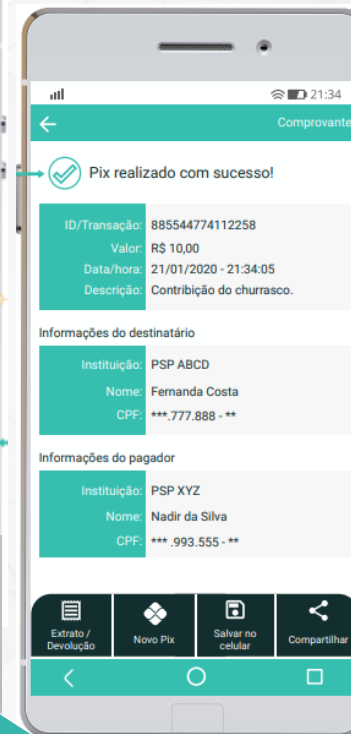 21:34
Comprovante
Pix realizado com sucesso!
ID/Transação: 885544774112258
Valor: R$ 10,00
Data/hora: 21/01/2020 - 21:34:05
Descrição: Contribição do churrasco.
Informações do destinatário
Instituição: PSP ABCD
Nome: Fernanda Costa
CPF: ***.777.888 - **
Informações do pagador
Instituição: PSP XYZ
Nome: Nadir da Silva
CPF: *** .993.555 - **
Extrato / Devolução
Novo Pix
Salvar no celular
Compartilhar